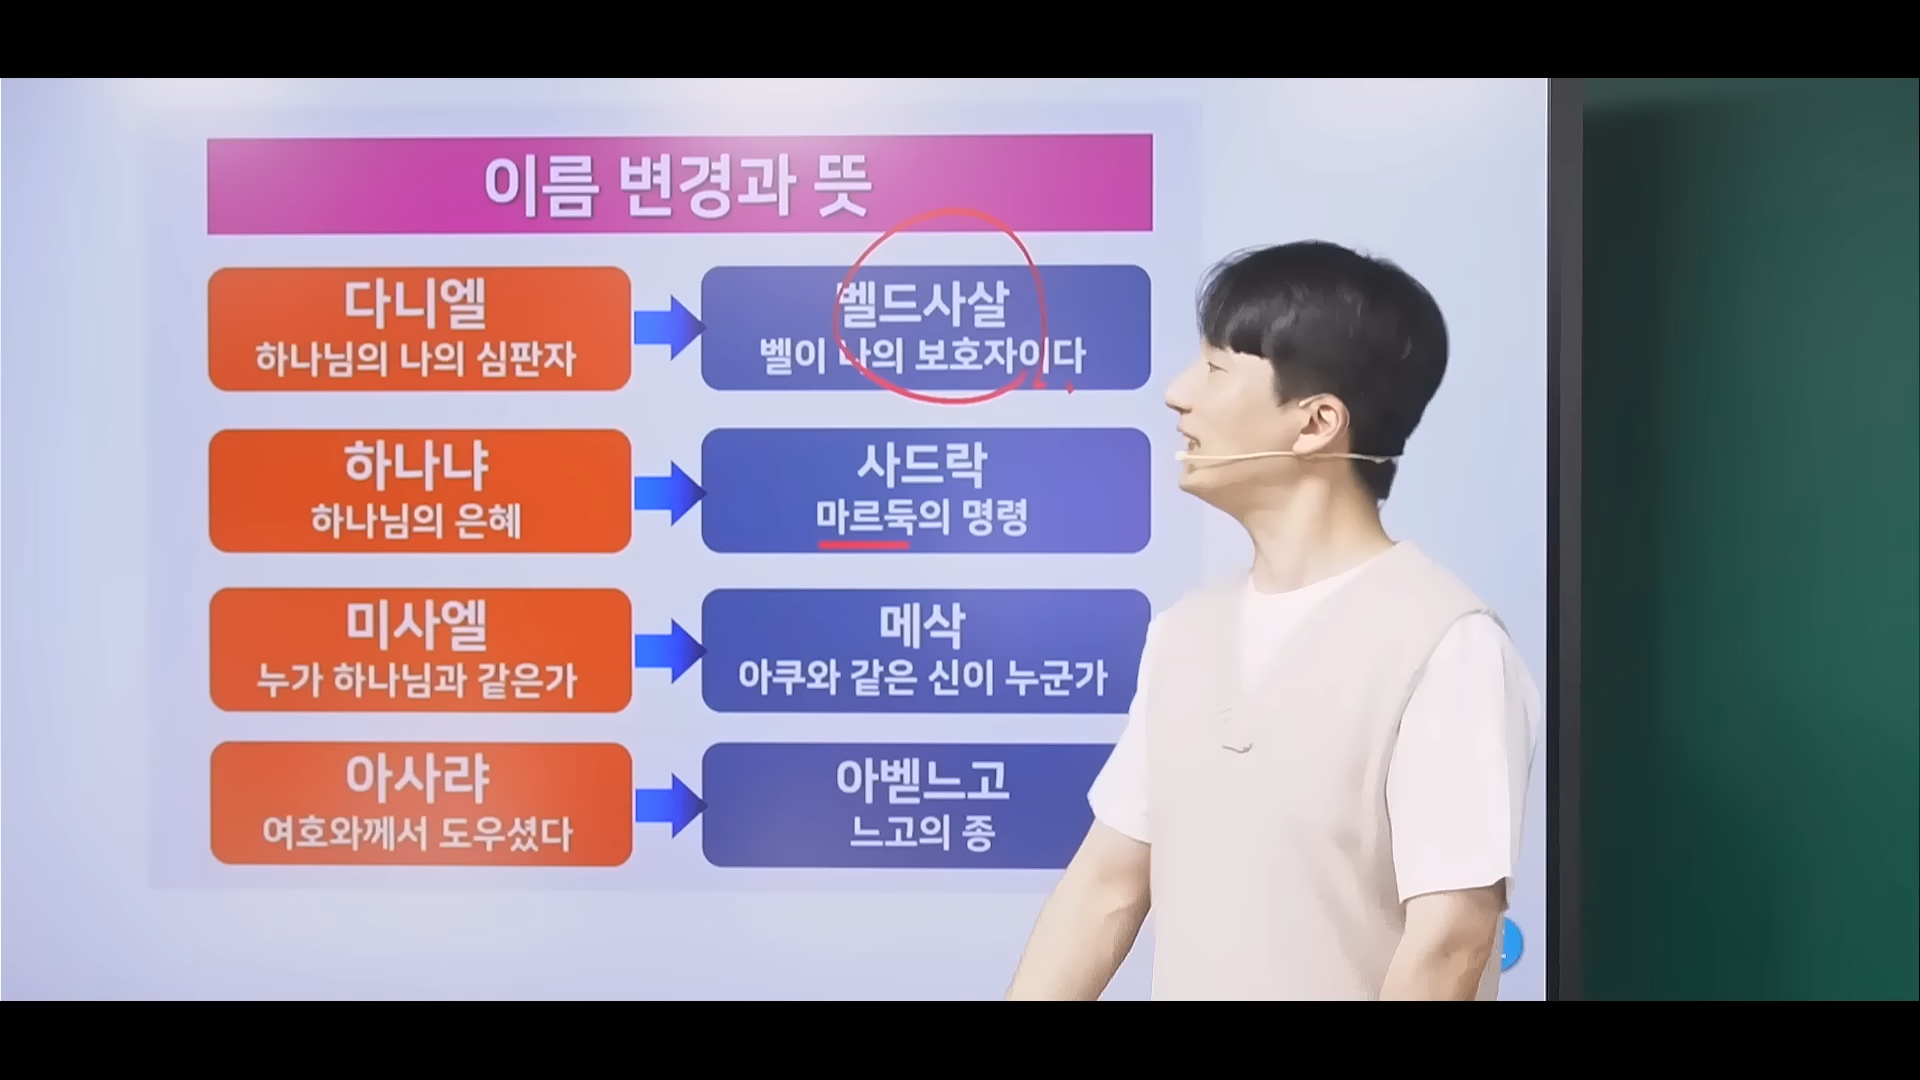 이름 변경과 뜻
다니엘
하나님의 나의 심판자
벨드사살
벨이 나의 보호자이다
하나냐
하나님의 은혜
사드락
마르둑의 명령
미사엘
누가 하나님과 같은가
메삭
아쿠와 같은 신이 누군가
아사랴
여호와께서 도우셨다
아벧느고
느고의 종